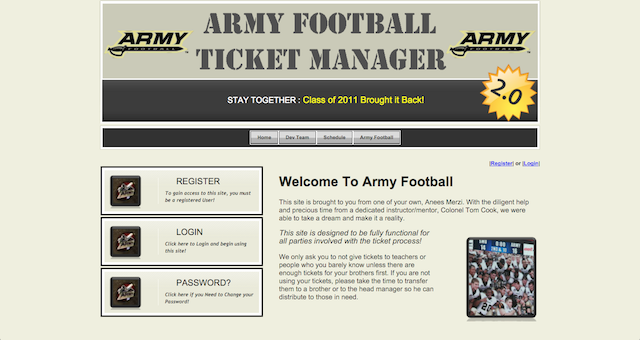 ARMY FOOTBALL
TICKET MANAGER
ARMY
FOOTBALL
ARMY
FOOTBALL
STAY TOGETHER : Class of 2011 Brought it Back!
2.0
Home Dev Team Schedule Army Football
[Register] or [Login]
REGISTER
To gain access to this site, you must
be a registered User!
LOGIN
Click here to Login and begin using
this site!
PASSWORD?
Click here if you Need to Change your
Password!
Welcome To Army Football
This site is brought to you from one of your own, Anees Merzi. With the diligent help
and precious time from a dedicated instructor/mentor, Colonel Tom Cook, we were
able to take a dream and make it a reality.
This site is designed to be fully functional for
all parties involved with the ticket process!
We only ask you to not give tickets to teachers or
people who you barely know unless there are
enough tickets for your brothers first. If you are not
using your tickets, please take the time to transfer
them to a brother or to the head manager so he can
distribute to those in need.
ARMY